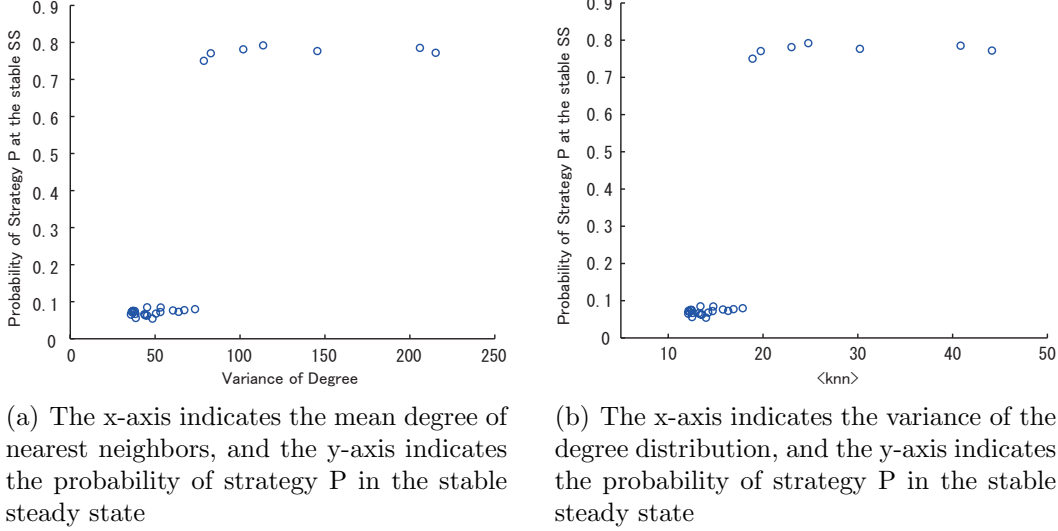 0.9
0.8
0.7
0.6
0.5
0.4
0.3
0.2
0.1
0
Probability of Strategy P at the stable SS
0 50 100 150 200 250
Variance of Degree
0.9
0.8
0.7
0.6
0.5
0.4
0.3
0.2
0.1
0
Probability of Strategy P at the stable SS
10 20 30 40 50
<knn>
(a) The x-axis indicates the mean degree of
nearest neighbors, and the y-axis indicates
the probability of strategy P in the stable
steady state
(b) The x-axis indicates the variance of the
degree distribution, and the y-axis indicates
the probability of strategy P in the stable
steady state